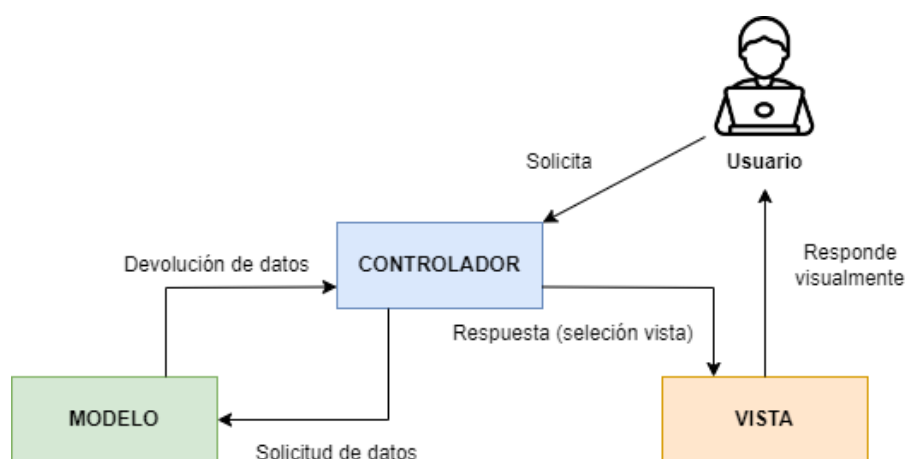 Solicita
Usuario
Devolución de datos
CONTROLADOR
Responde
visualmente
Respuesta (seleción vista)
MODELO
VISTA
Solicitud de datos